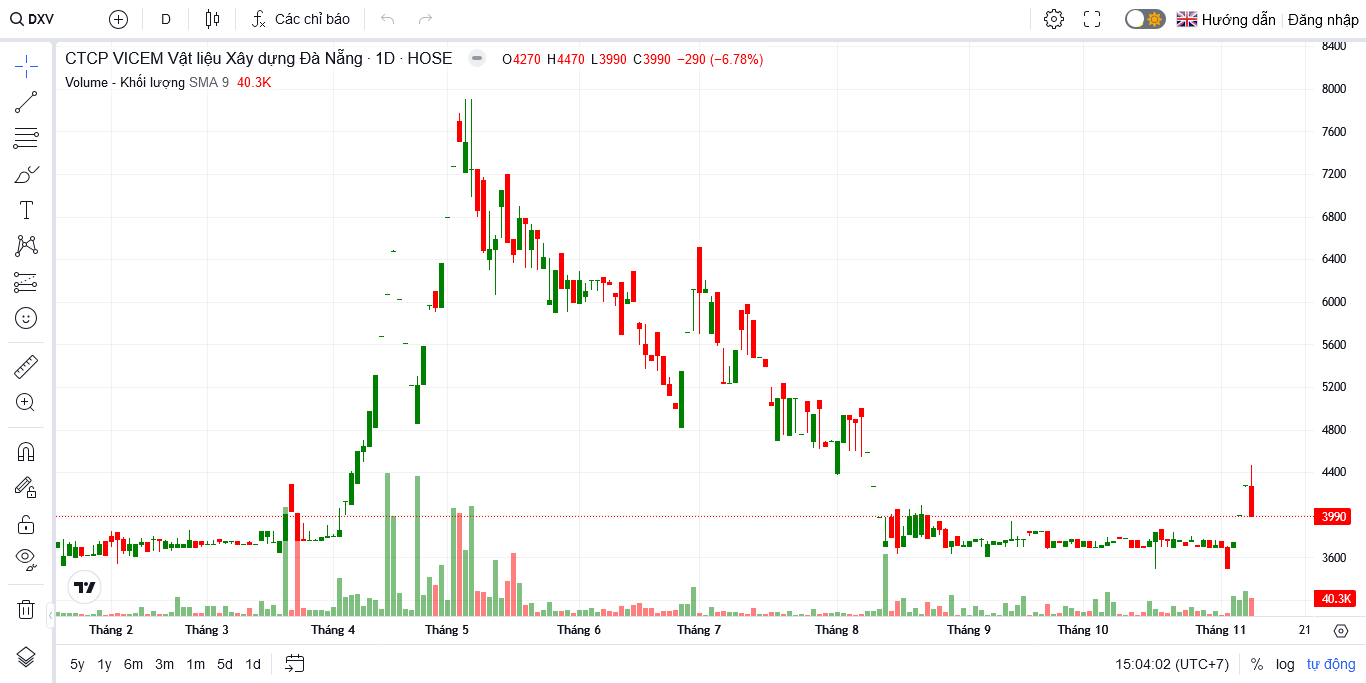 DXV D Các chỉ báo Hướng dẫn Đăng nhập
CTCP VICEM Vật liệu Xây dựng Đà Nẵng · 1D · HOSE O4270 H4470 L3990 C3990 −290 (−6.78%)
Volume - Khối lượng SMA 9 40.3K
8400
8000
7600
7200
6800
6400
6000
5600
5200
4800
4400
3990
3600
40.3K
Tháng 2 Tháng 3 Tháng 4 Tháng 5 Tháng 6 Tháng 7 Tháng 8 Tháng 9 Tháng 10 Tháng 11 21
5y 1y 6m 3m 1m 5d 1d 15:04:02 (UTC+7) % log tự động